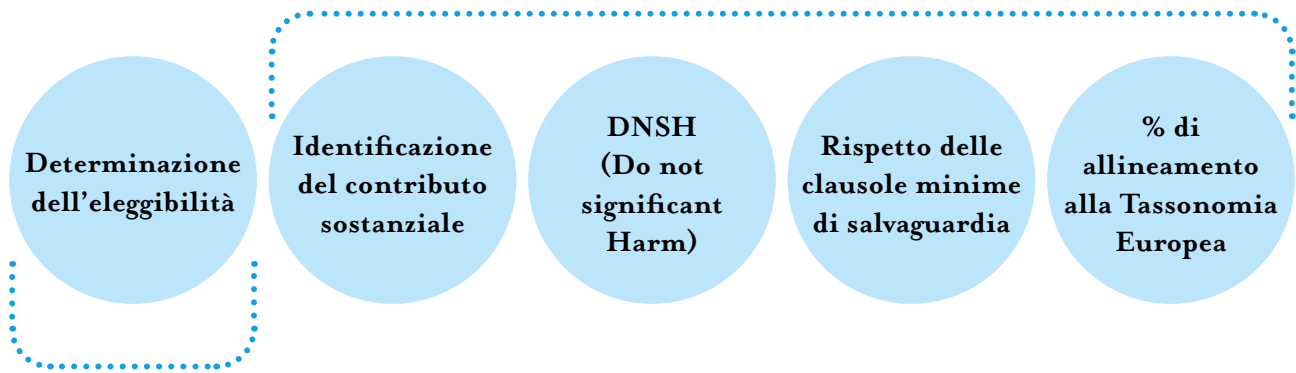 Determinazione
dell'eleggibilità
Identificazione
del contributo
sostanziale
DNSH
(Do not
significant
Harm)
Rispetto delle
clausole minime
di salvaguardia
% di
allineamento
alla Tassonomia
Europea